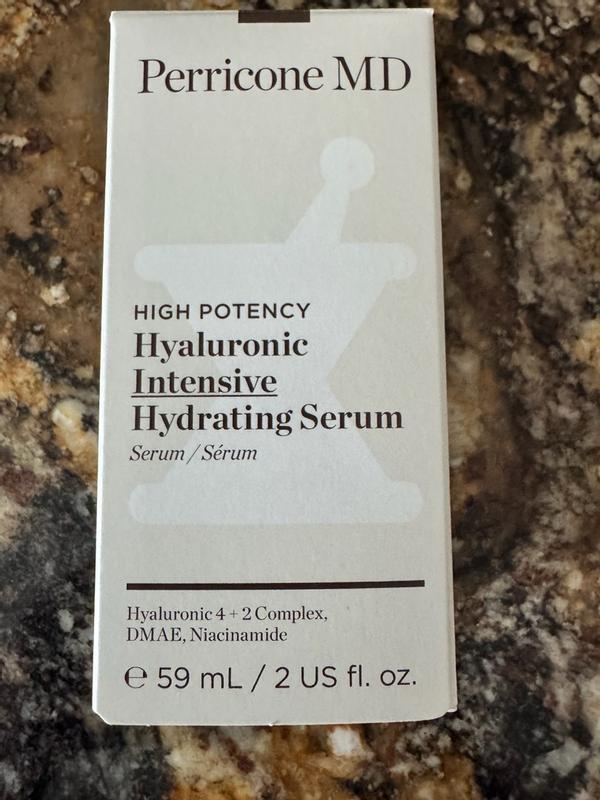 Perricone MD
HIGH POTENCY
Hyaluronic
Intensive
Hydrating Serum
Serum / Sérum
Hyaluronic 4 + 2 Complex,
DMAE, Niacinamide
℮ 59 mL / 2 US fl. oz.